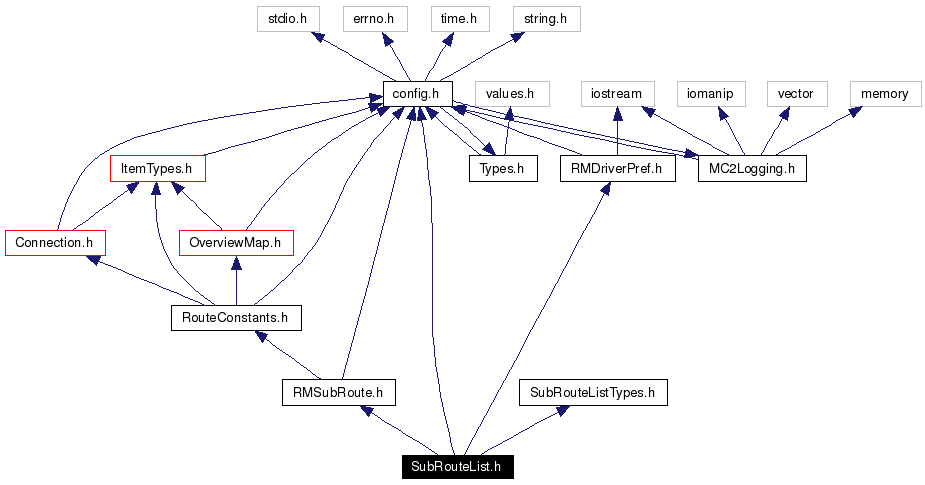 stdio.h
errno.h
time.h
string.h
config.h
values.h
iostream
iomanip
vector
memory
ItemTypes.h
Types.h
RMDriverPref.h
MC2Logging.h
Connection.h
OverviewMap.h
RouteConstants.h
RMSubRoute.h
SubRouteListTypes.h
SubRouteList.h